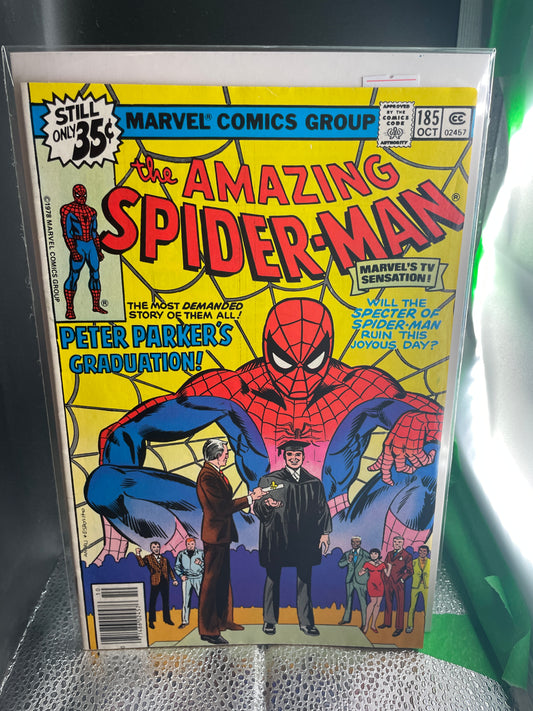 STILL
ONLY 35¢
MARVEL® COMICS GROUP
APPROVED
BY THE
COMICS
CODE
AUTHORITY
185
OCT
CC
02457
the AMAZING
SPIDER-MAN®
©1978 MARVEL COMICS GROUP
®
MARVEL'S TV
SENSATION!
THE MOST DEMANDED
STORY OF THEM ALL!
PETER PARKER'S
GRADUATION!
WILL THE
SPECTER OF
SPIDER-MAN
RUIN THIS
JOYOUS DAY?
10